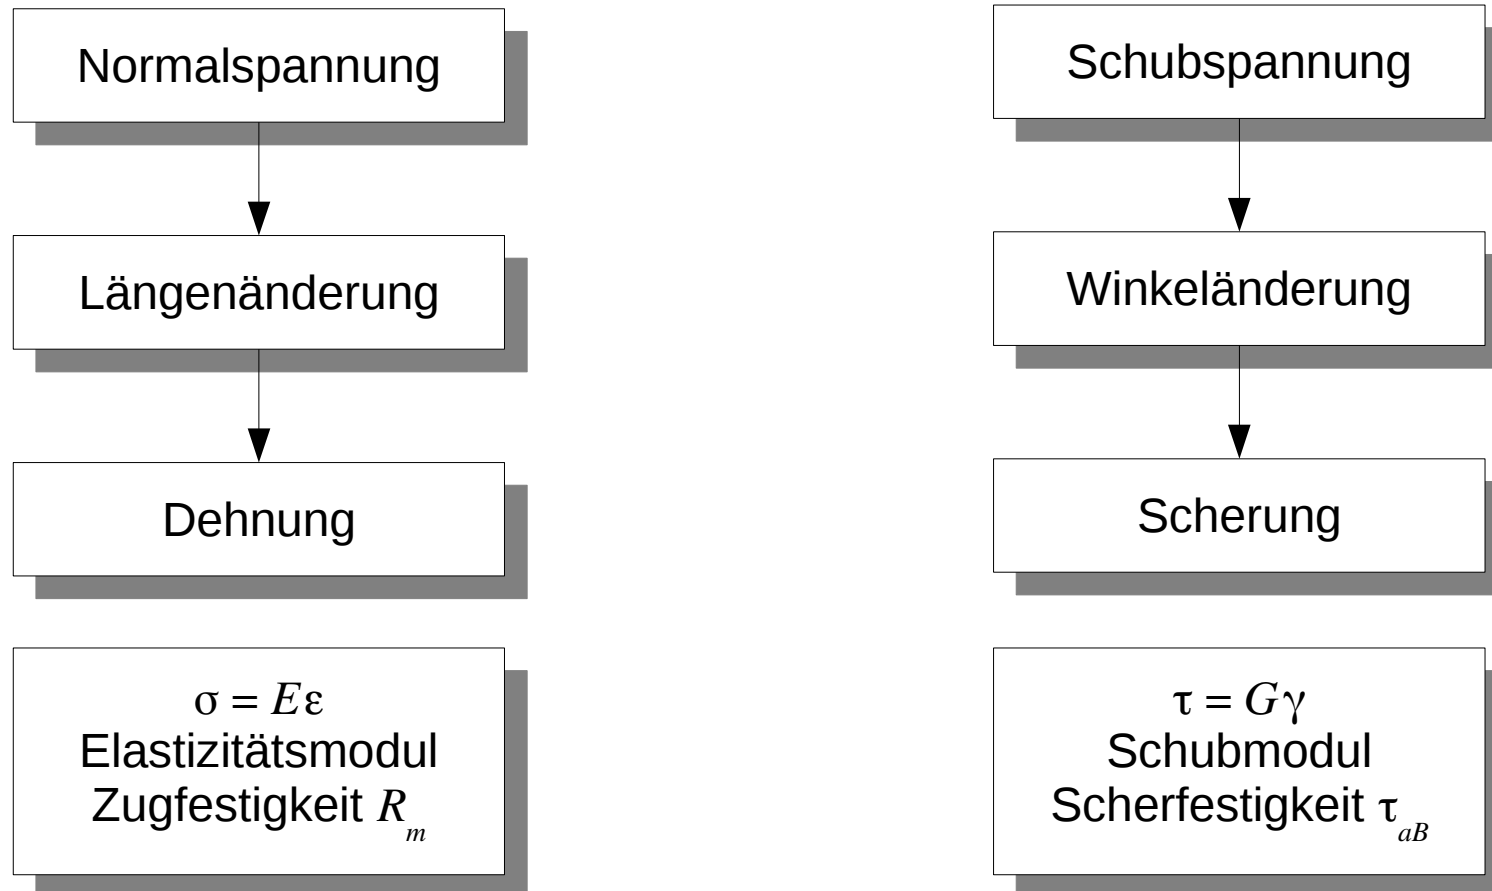 Normalspannung
Längenänderung
Dehnung
σ = Eε
Elastizitätsmodul
Zugfestigkeit R_m
Schubspannung
Winkeländerung
Scherung
τ = Gγ
Schubmodul
Scherfestigkeit τ_aB